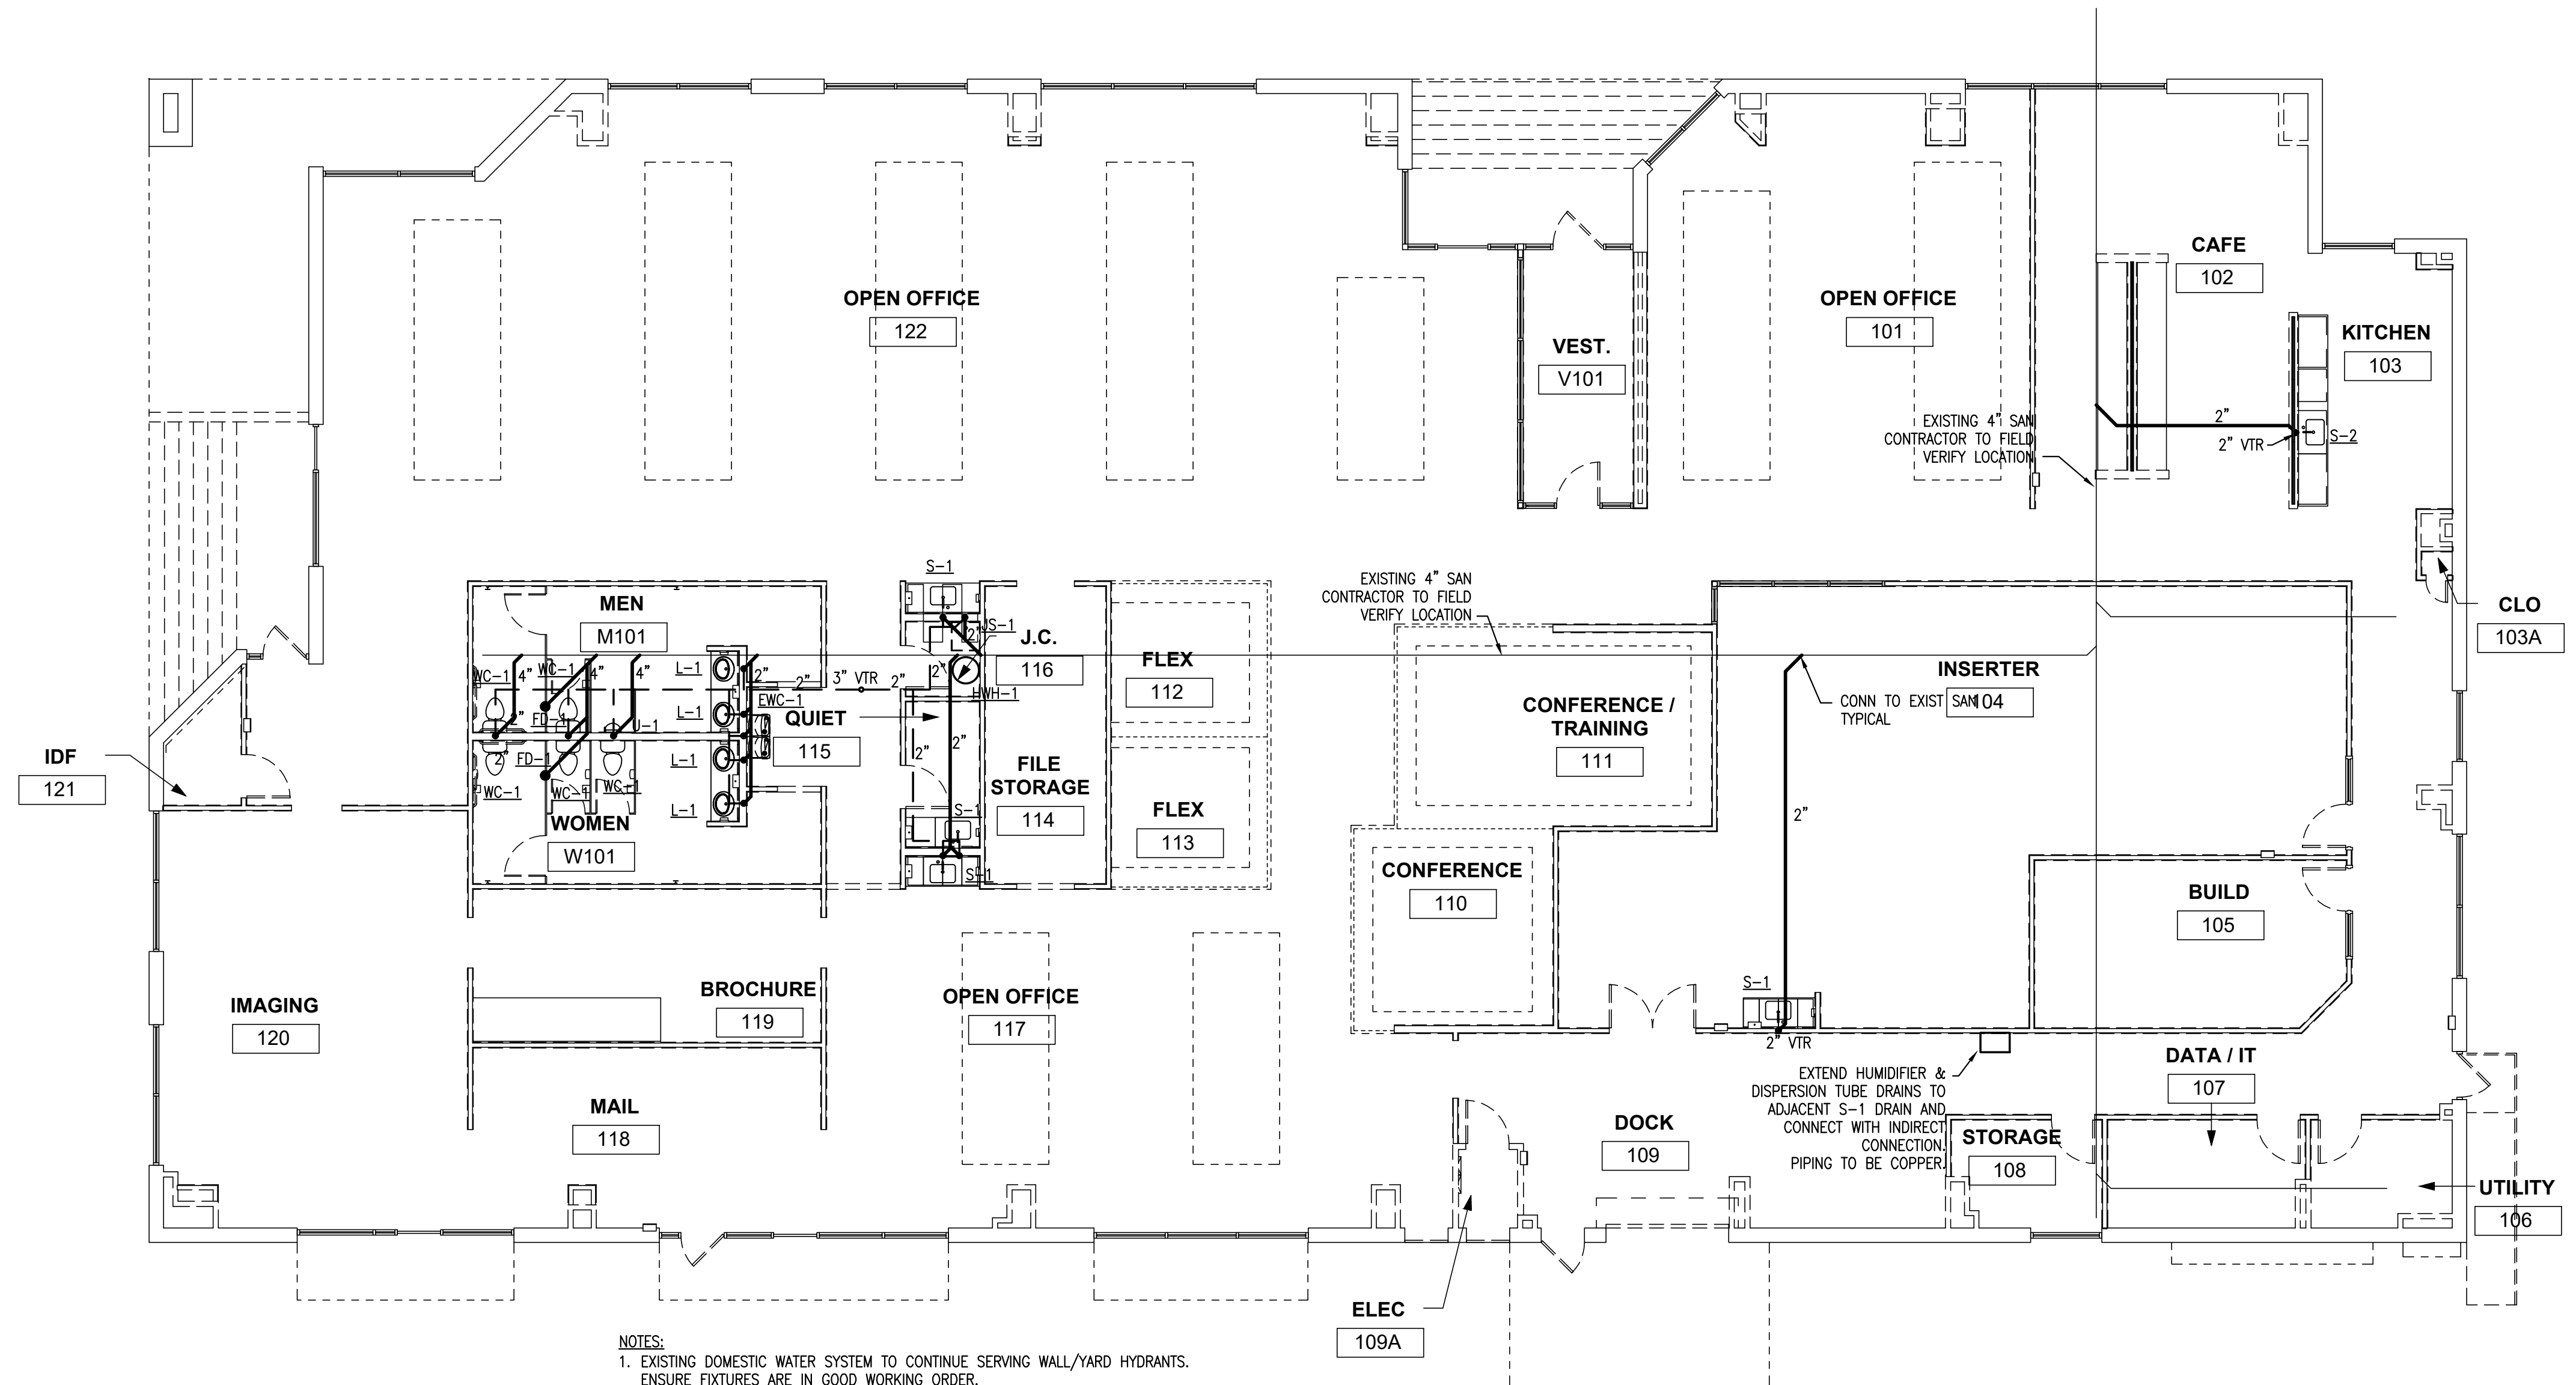 CAFE
102
OPEN OFFICE
122
OPEN OFFICE
101
KITCHEN
103
VEST.
V101
EXISTING 4" SAN
CONTRACTOR TO FIELD
VERIFY LOCATION
2"
2" VTR
S-2
S-1
EXISTING 4" SAN
CONTRACTOR TO FIELD
VERIFY LOCATION
MEN
M101
JS-1
2"
J.C.
116
CLO
103A
FLEX
112
INSERTER
104
WC-1
4"
WC-1
4"
4"
L-1
2"
2"
3" VTR
2"
2"
HWH-1
EWC-1
CONN TO EXIST SAN
TYPICAL
CONFERENCE /
TRAINING
111
2"
FD-1
U-1
L-1
QUIET
115
2"
2"
IDF
121
2"
FD-1
L-1
FILE
STORAGE
114
WC-1
WC-1
WC-1
L-1
S-1
FLEX
113
2"
WOMEN
W101
S-1
CONFERENCE
110
BUILD
105
IMAGING
120
BROCHURE
119
OPEN OFFICE
117
S-1
2" VTR
DATA / IT
107
EXTEND HUMIDIFIER &
DISPERSION TUBE DRAINS TO
ADJACENT S-1 DRAIN AND
CONNECT WITH INDIRECT
CONNECTION.
PIPING TO BE COPPER.
MAIL
118
DOCK
109
STORAGE
108
UTILITY
106
ELEC
109A
NOTES:
1. EXISTING DOMESTIC WATER SYSTEM TO CONTINUE SERVING WALL/YARD HYDRANTS.
ENSURE FIXTURES ARE IN GOOD WORKING ORDER.